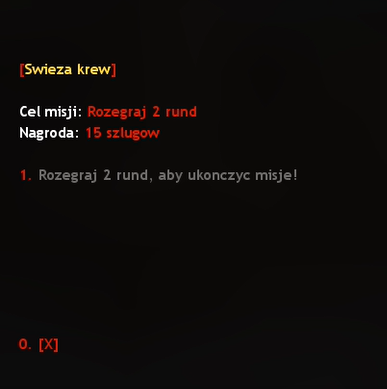 [Swieza krew]
Cel misji: Rozegraj 2 rund
Nagroda: 15 szlugow
1. Rozegraj 2 rund, aby ukonczyc misje!
0. [X]